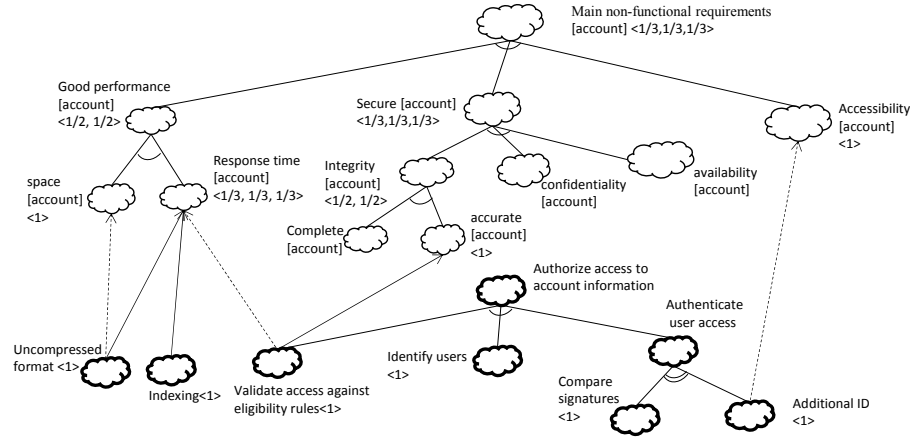 Main non-functional requirements
[account] <1/3,1/3,1/3>
Good performance
[account]
<1/2, 1/2>
Secure [account]
<1/3,1/3,1/3>
Accessibility
[account]
<1>
space
[account]
<1>
Response time
[account]
<1/3, 1/3, 1/3>
Integrity
[account]
<1/2, 1/2>
confidentiality
[account]
availability
[account]
Complete
[account]
accurate
[account]
<1>
Authorize access to
account information
Authenticate
user access
Uncompressed
format <1>
Indexing<1>
Validate access against
eligibility rules<1>
Identify users
<1>
Compare
signatures
<1>
Additional ID
<1>